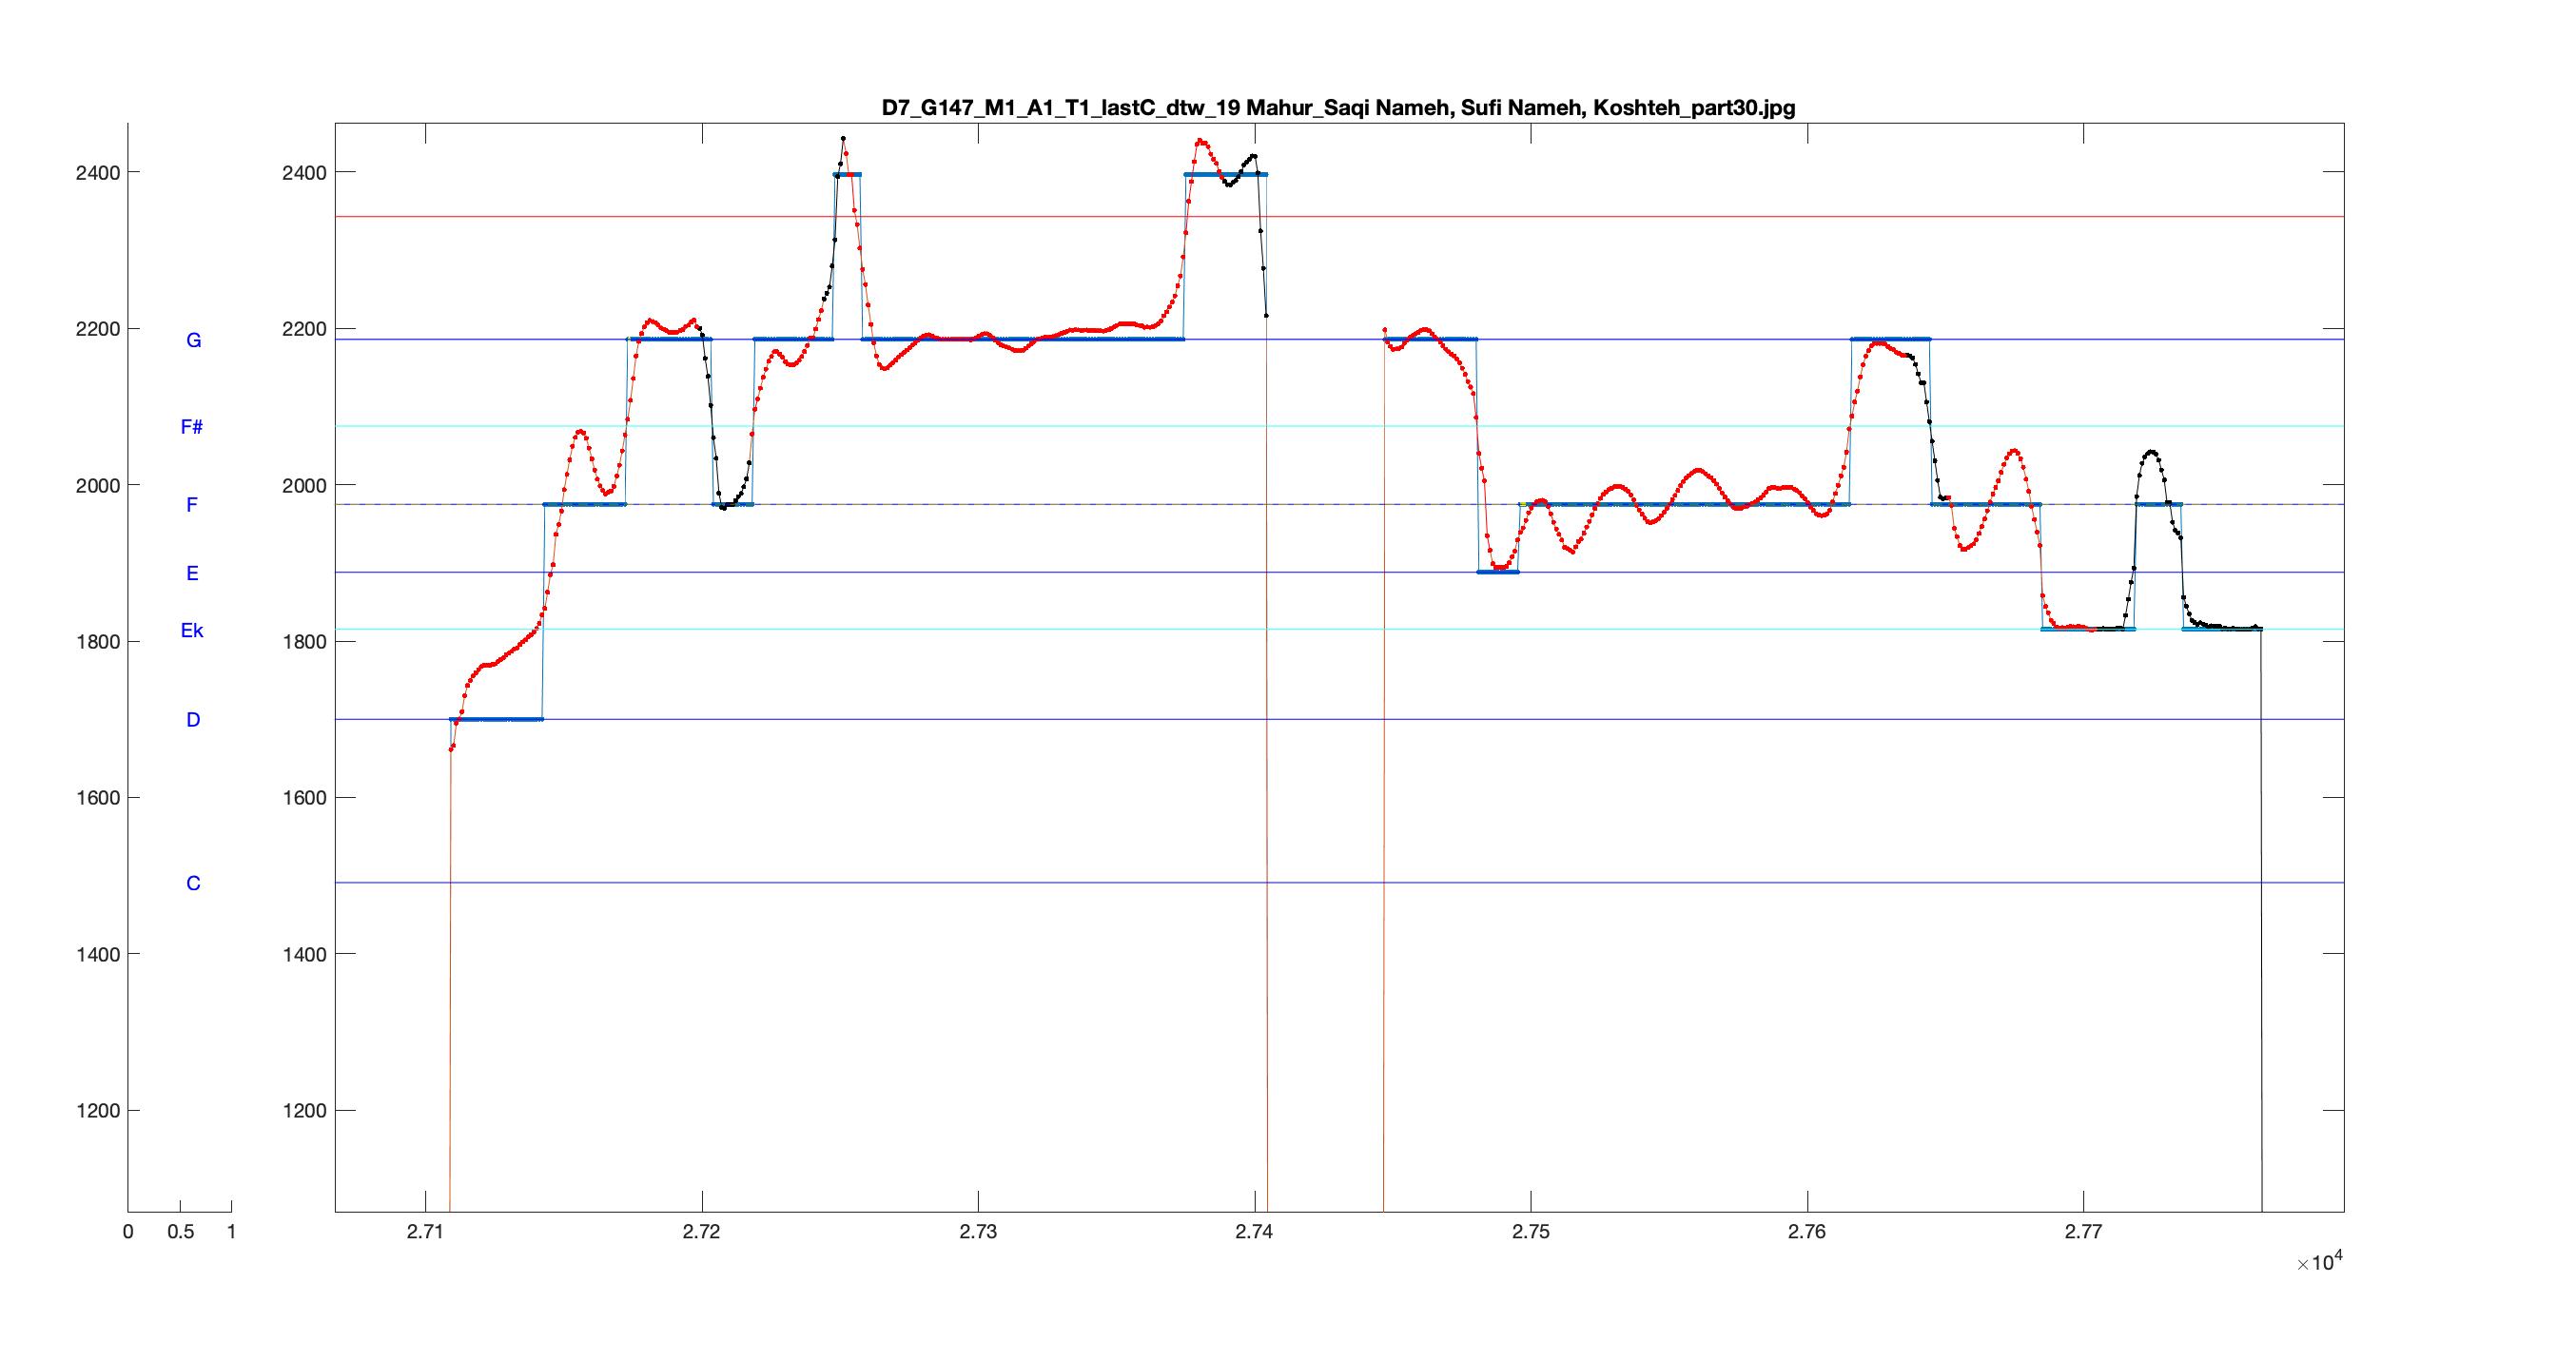 D7_G147_M1_A1_T1_lastC_dtw_19 Mahur_Saqi Nameh, Sufi Nameh, Koshteh_part30.jpg
2400 2400
2200 G 2200
F#
2000 F 2000
E
1800 Ek 1800
D
1600 1600
C
1400 1400
1200 1200
0 0.5 1 2.71 2.72 2.73 2.74 2.75 2.76 2.77
×10^4